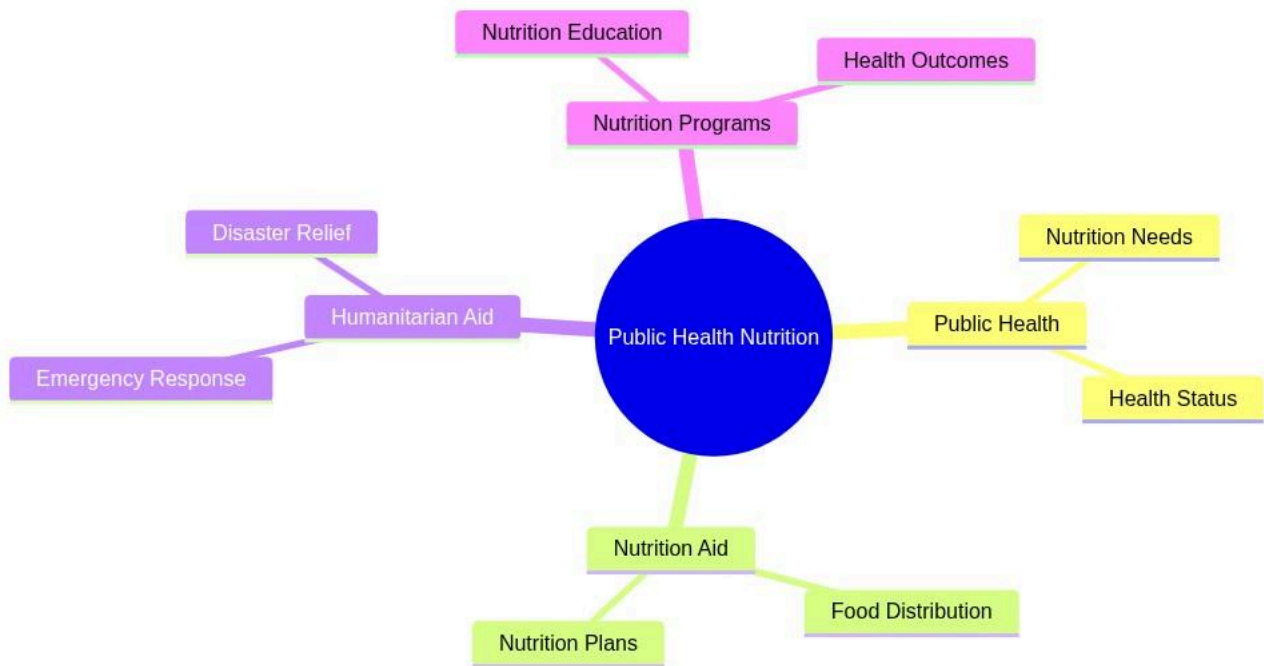 Nutrition Education
Health Outcomes
Nutrition Programs
Disaster Relief
Nutrition Needs
Humanitarian Aid
Public Health
Public Health Nutrition
Emergency Response
Health Status
Nutrition Aid
Food Distribution
Nutrition Plans